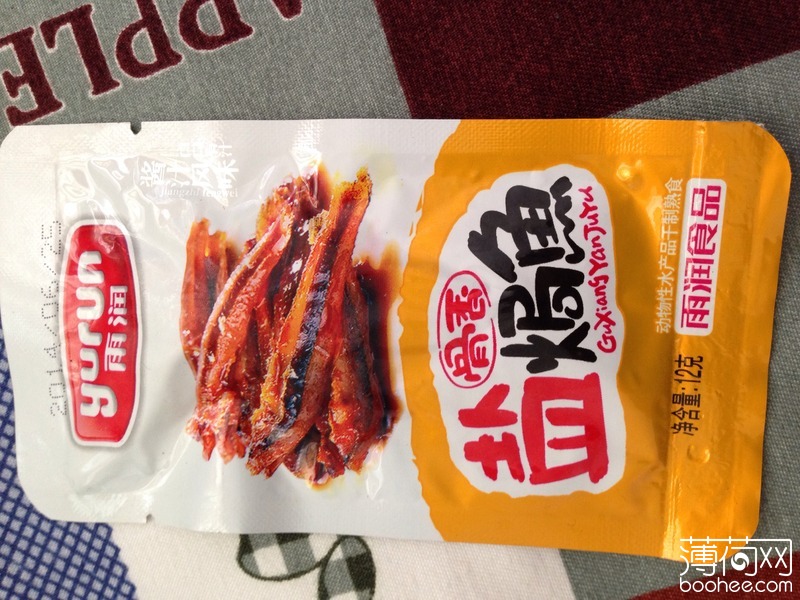 APPLE
2014/06/25
yurun
雨润
骨香
盐焗鱼
GuXiangYanJuYu
动物性水产品干制熟食
雨润食品
净含量:12克
薄荷网
boohee.com